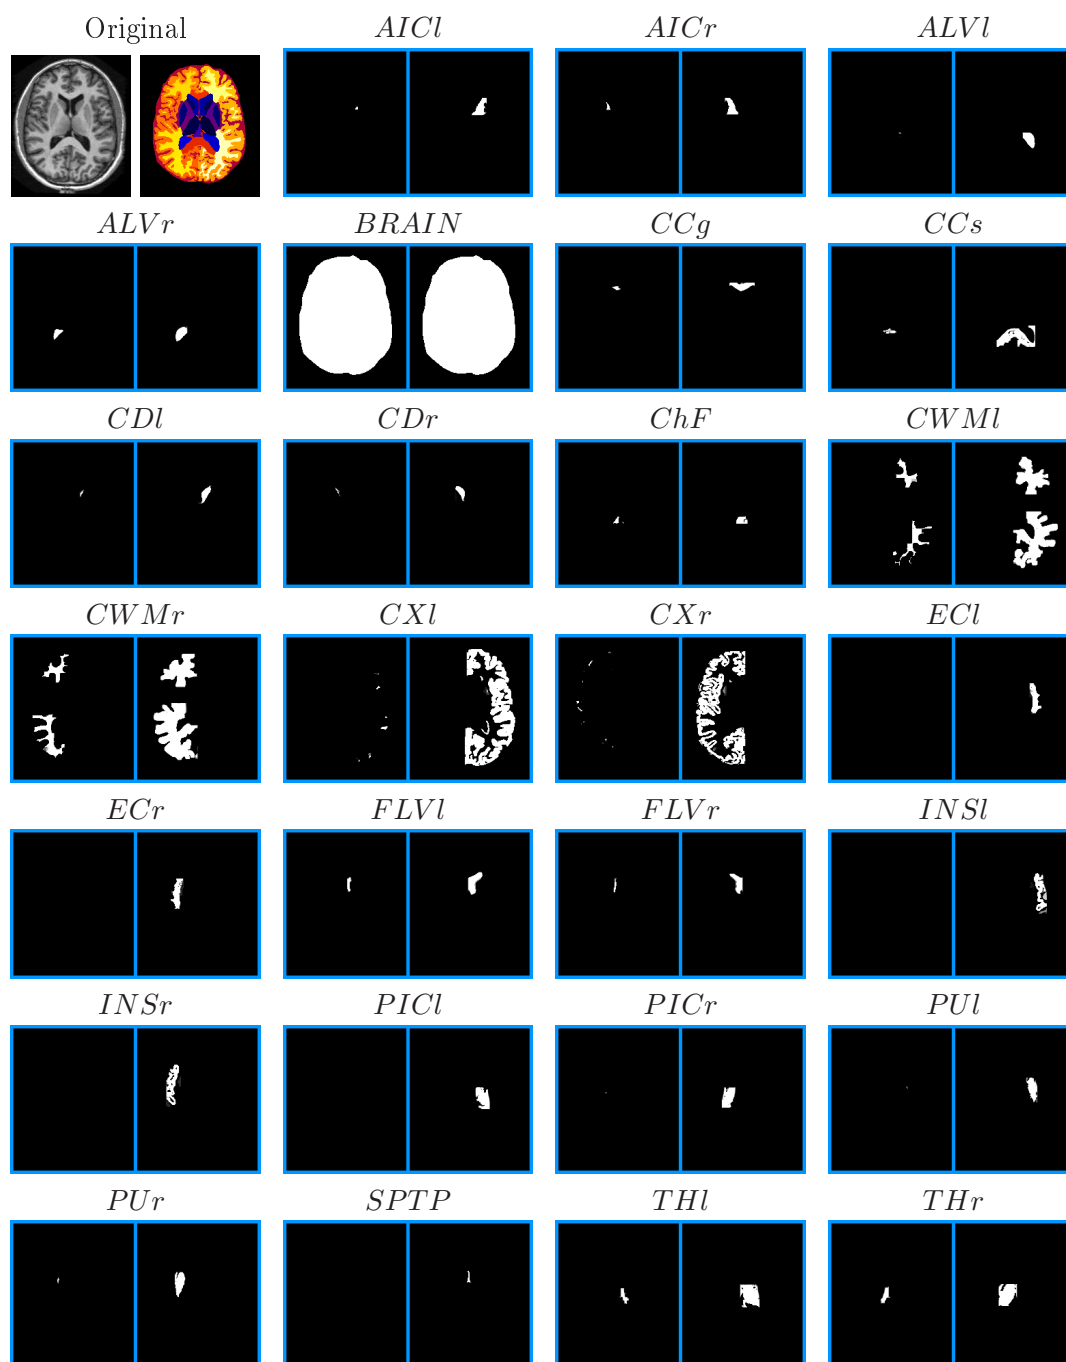 Original AICl AICr ALVl
ALVr BRAIN CCg CCs
CDl CDr ChF CWMl
CWMr CXl CXr ECl
ECr FLVl FLVr INSl
INSr PICl PICr PUl
PUr SPTP THl THr